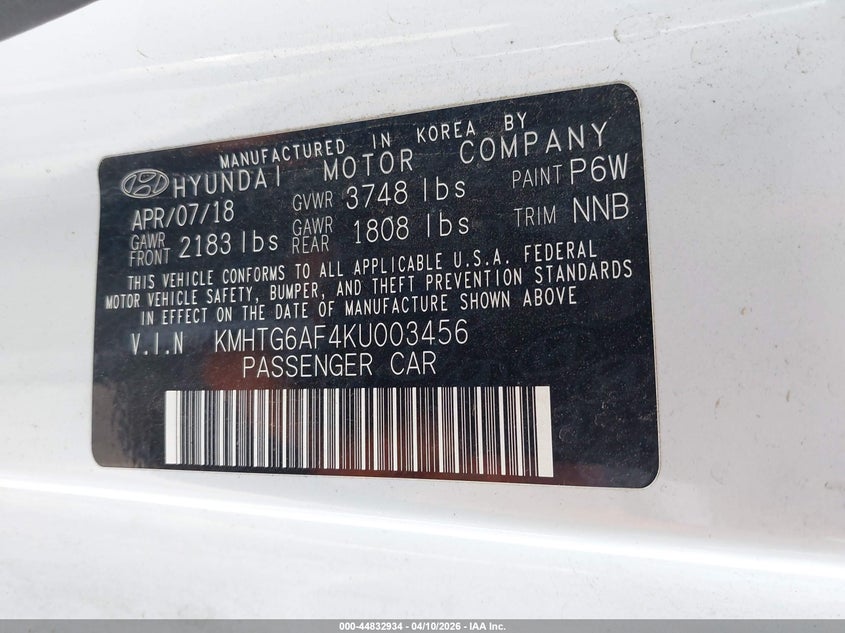 MANUFACTURED IN KOREA BY
HYUNDAI MOTOR COMPANY
APR/07/18 GVWR 3748 lbs PAINT P6W
GAWR FRONT 2183 lbs GAWR REAR 1808 lbs TRIM NNB
THIS VEHICLE CONFORMS TO ALL APPLICABLE U.S.A. FEDERAL
MOTOR VEHICLE SAFETY, BUMPER, AND THEFT PREVENTION STANDARDS
IN EFFECT ON THE DATE OF MANUFACTURE SHOWN ABOVE
V.I.N KMHTG6AF4KU003456
PASSENGER CAR
000-44832934 - 04/10/2026 - IAA Inc.